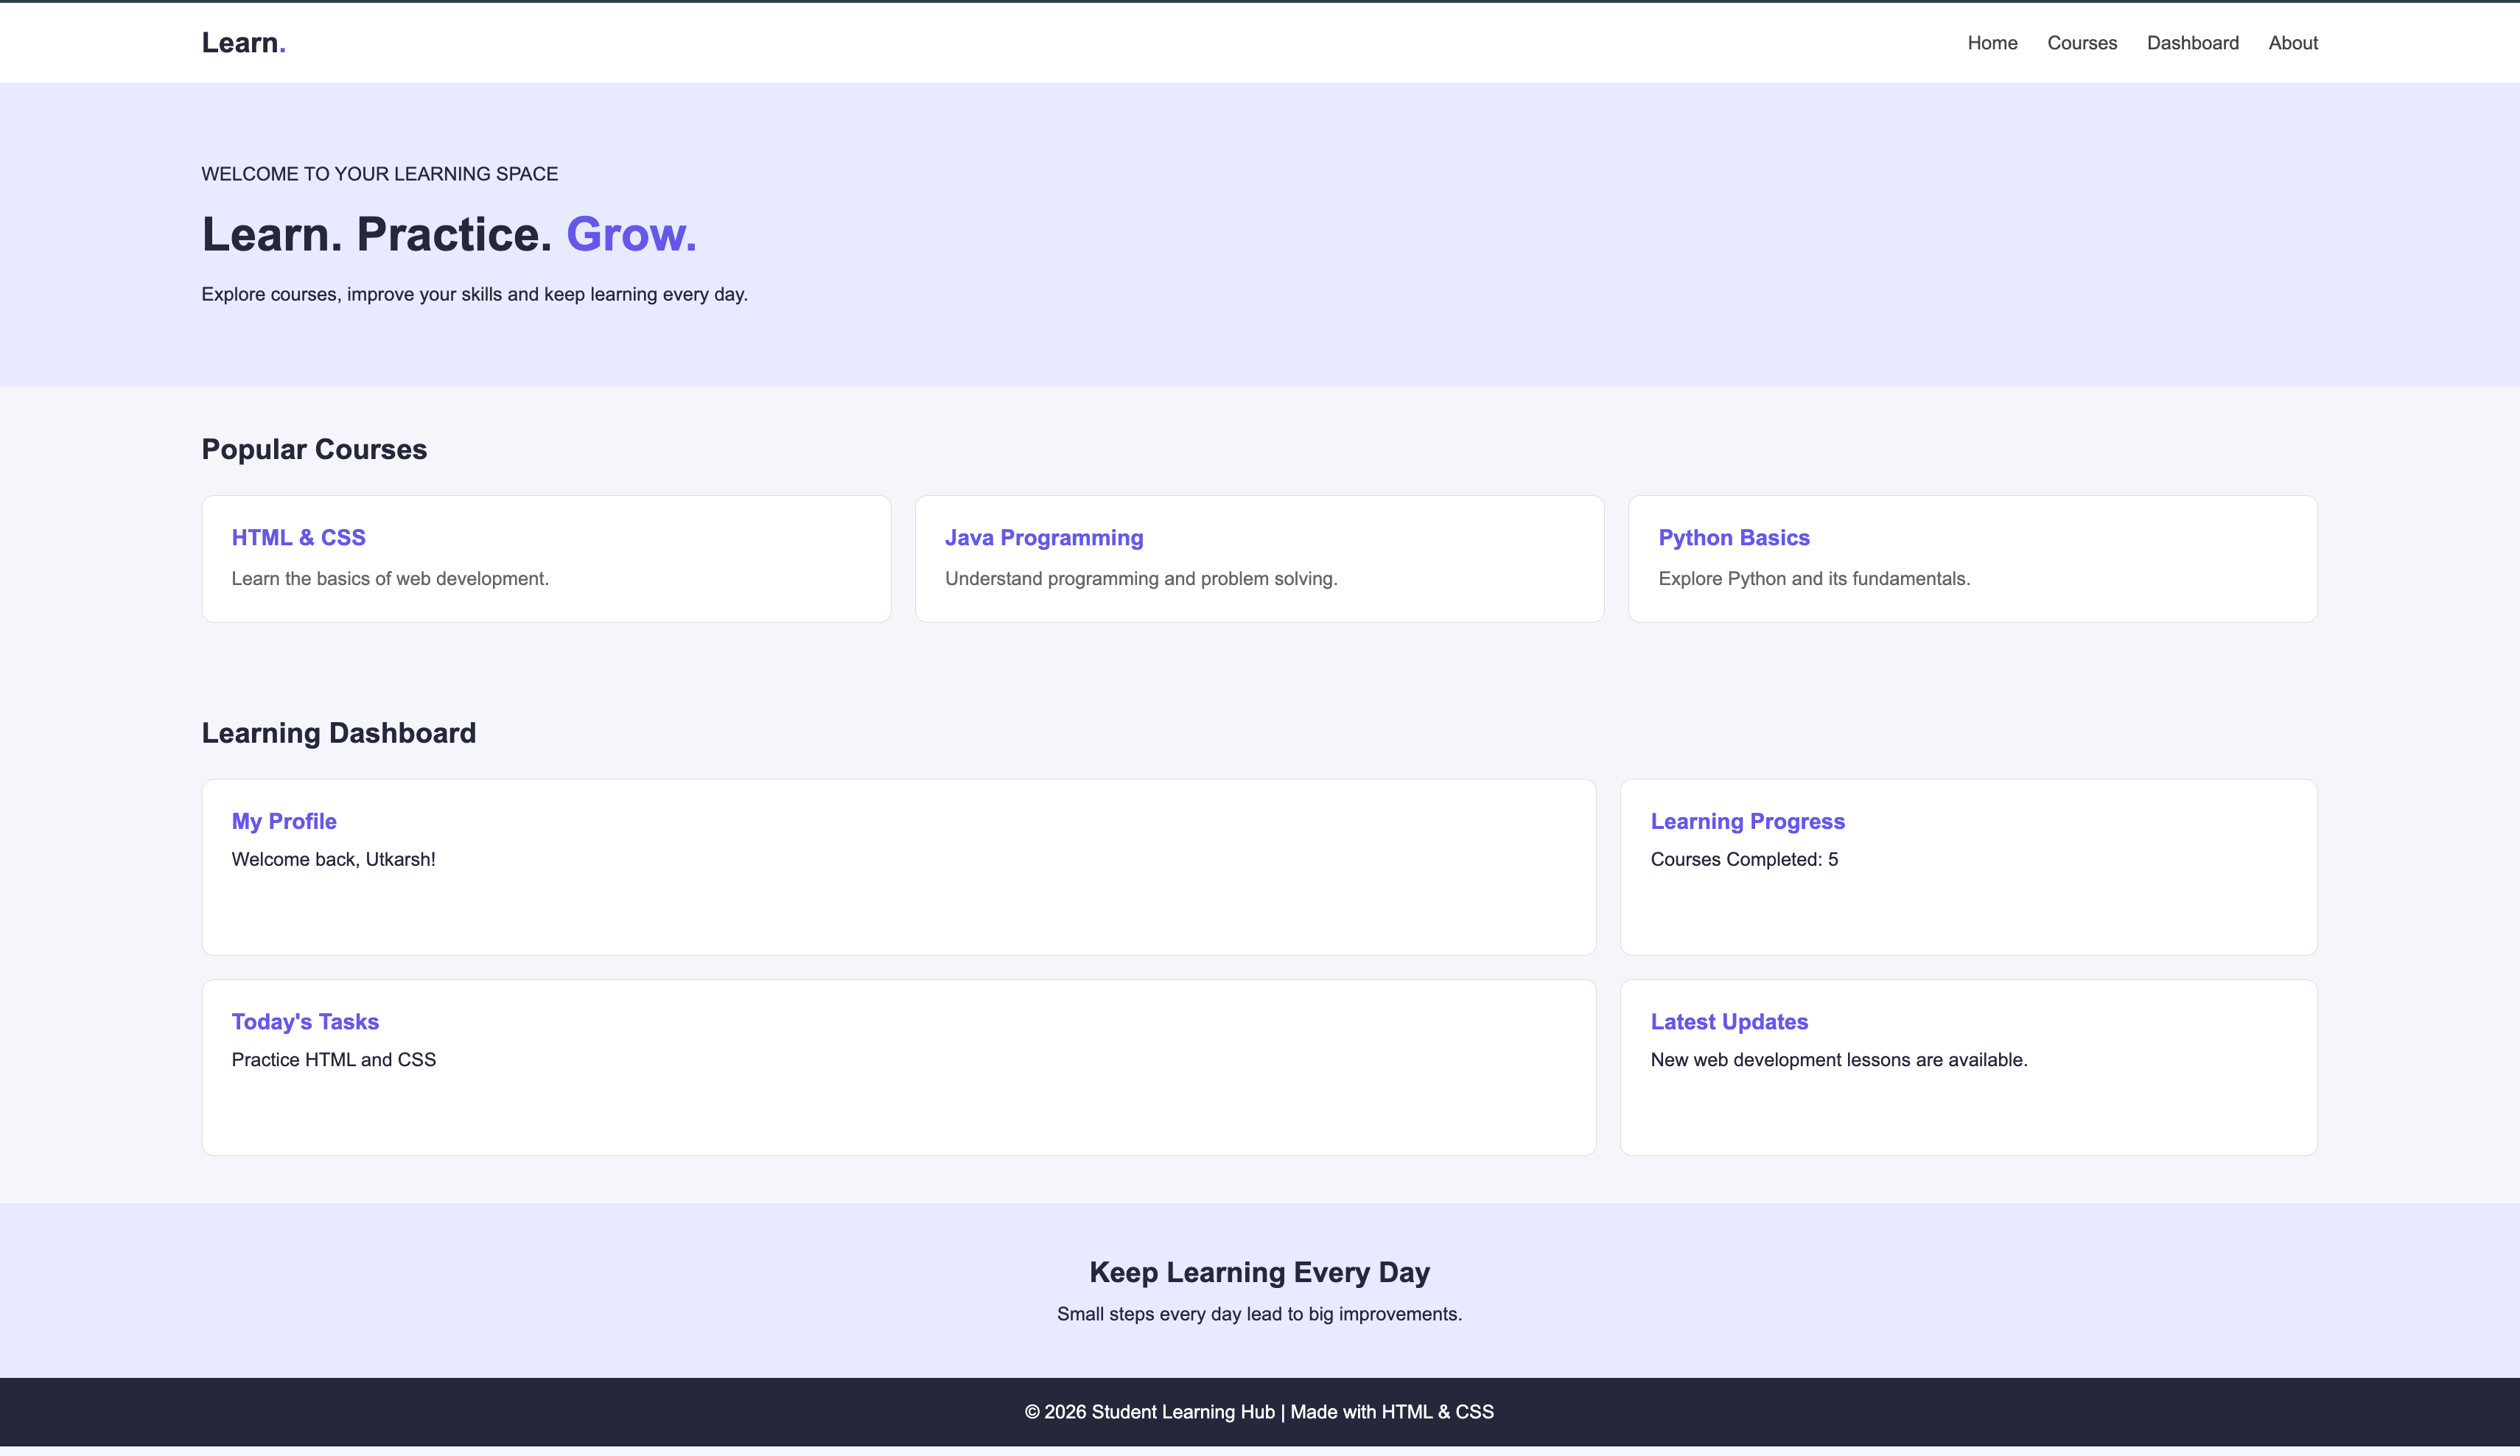 Learn.
Home Courses Dashboard About
WELCOME TO YOUR LEARNING SPACE
Learn. Practice. Grow.
Explore courses, improve your skills and keep learning every day.
Popular Courses
HTML & CSS
Learn the basics of web development.
Java Programming
Understand programming and problem solving.
Python Basics
Explore Python and its fundamentals.
Learning Dashboard
My Profile
Welcome back, Utkarsh!
Learning Progress
Courses Completed: 5
Today's Tasks
Practice HTML and CSS
Latest Updates
New web development lessons are available.
Keep Learning Every Day
Small steps every day lead to big improvements.
© 2026 Student Learning Hub | Made with HTML & CSS